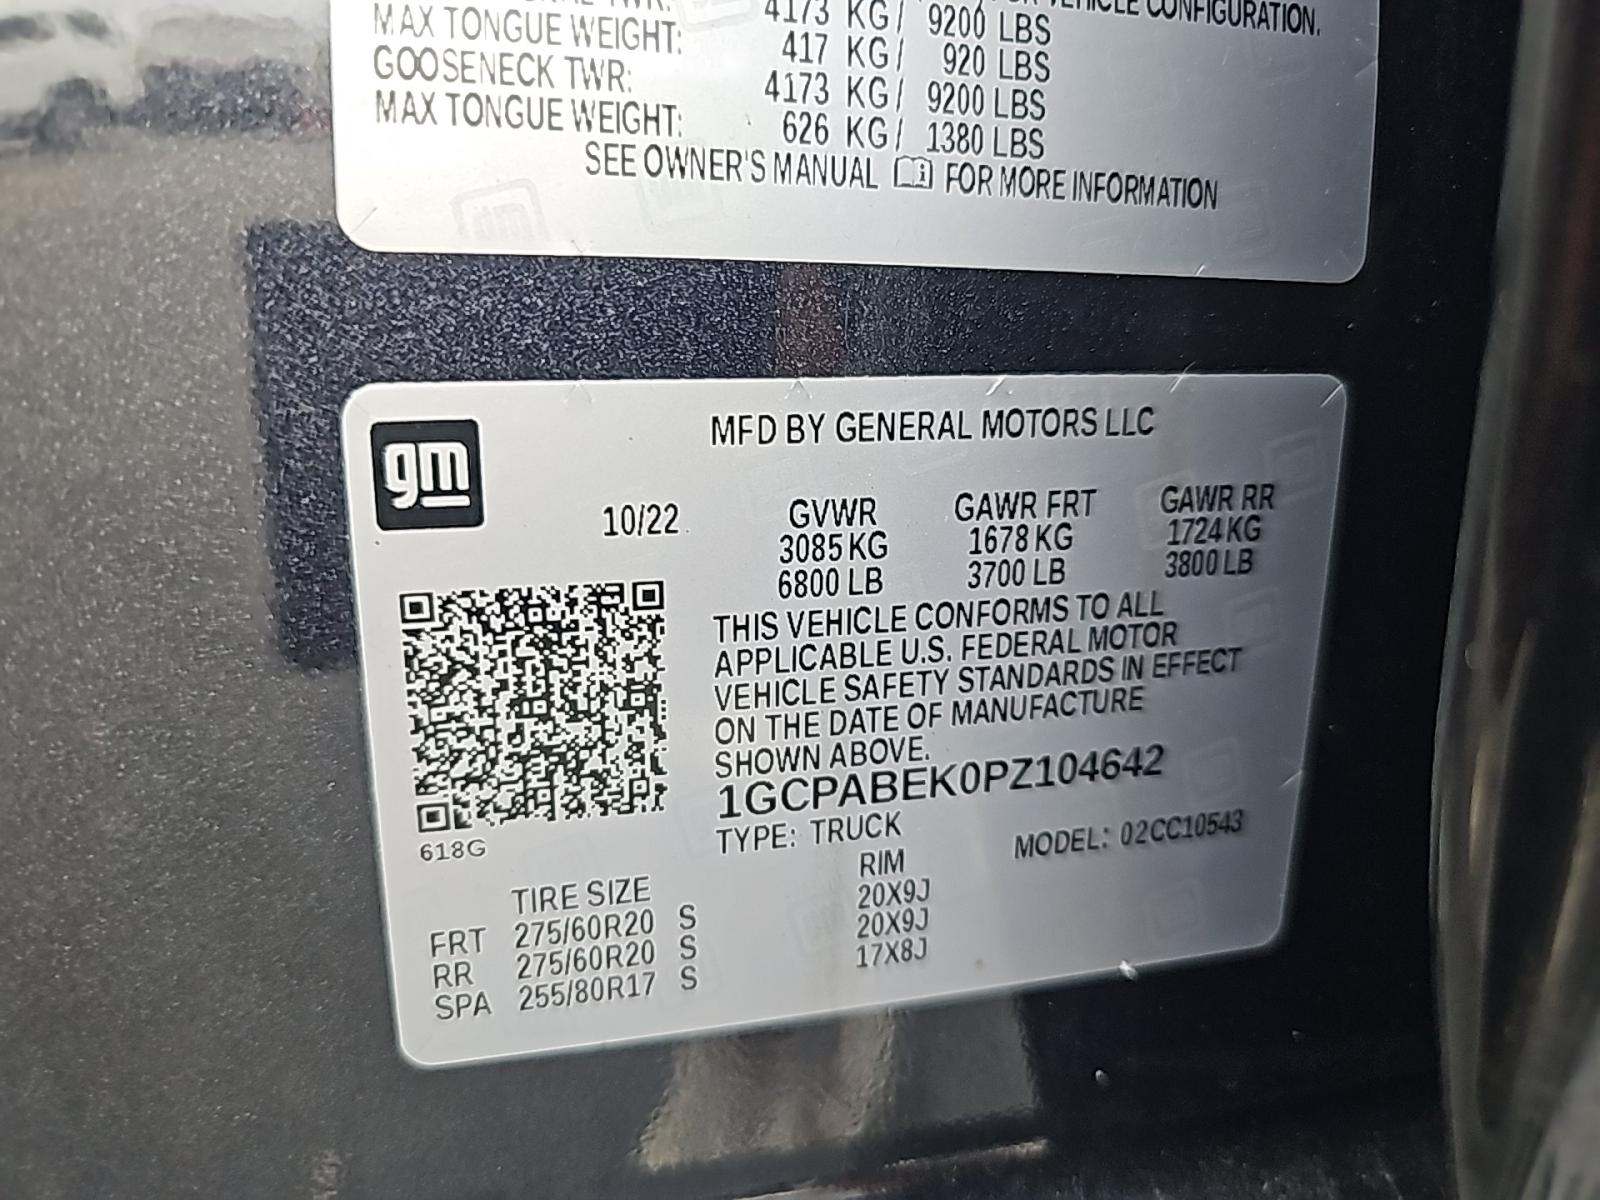 TWR: 4173 KG/ 9200 LBS VEHICLE CONFIGURATION.
MAX TONGUE WEIGHT: 417 KG/ 920 LBS
GOOSENECK TWR: 4173 KG/ 9200 LBS
MAX TONGUE WEIGHT: 626 KG/ 1380 LBS
SEE OWNER'S MANUAL FOR MORE INFORMATION
gm
MFD BY GENERAL MOTORS LLC
10/22 GVWR GAWR FRT GAWR RR
3085 KG 1678 KG 1724 KG
6800 LB 3700 LB 3800 LB
THIS VEHICLE CONFORMS TO ALL
APPLICABLE U.S. FEDERAL MOTOR
VEHICLE SAFETY STANDARDS IN EFFECT
ON THE DATE OF MANUFACTURE
SHOWN ABOVE.
1GCPABEK0PZ104642
TYPE: TRUCK MODEL: 02CC10543
618G
TIRE SIZE RIM
FRT 275/60R20 S 20X9J
RR 275/60R20 S 20X9J
SPA 255/80R17 S 17X8J